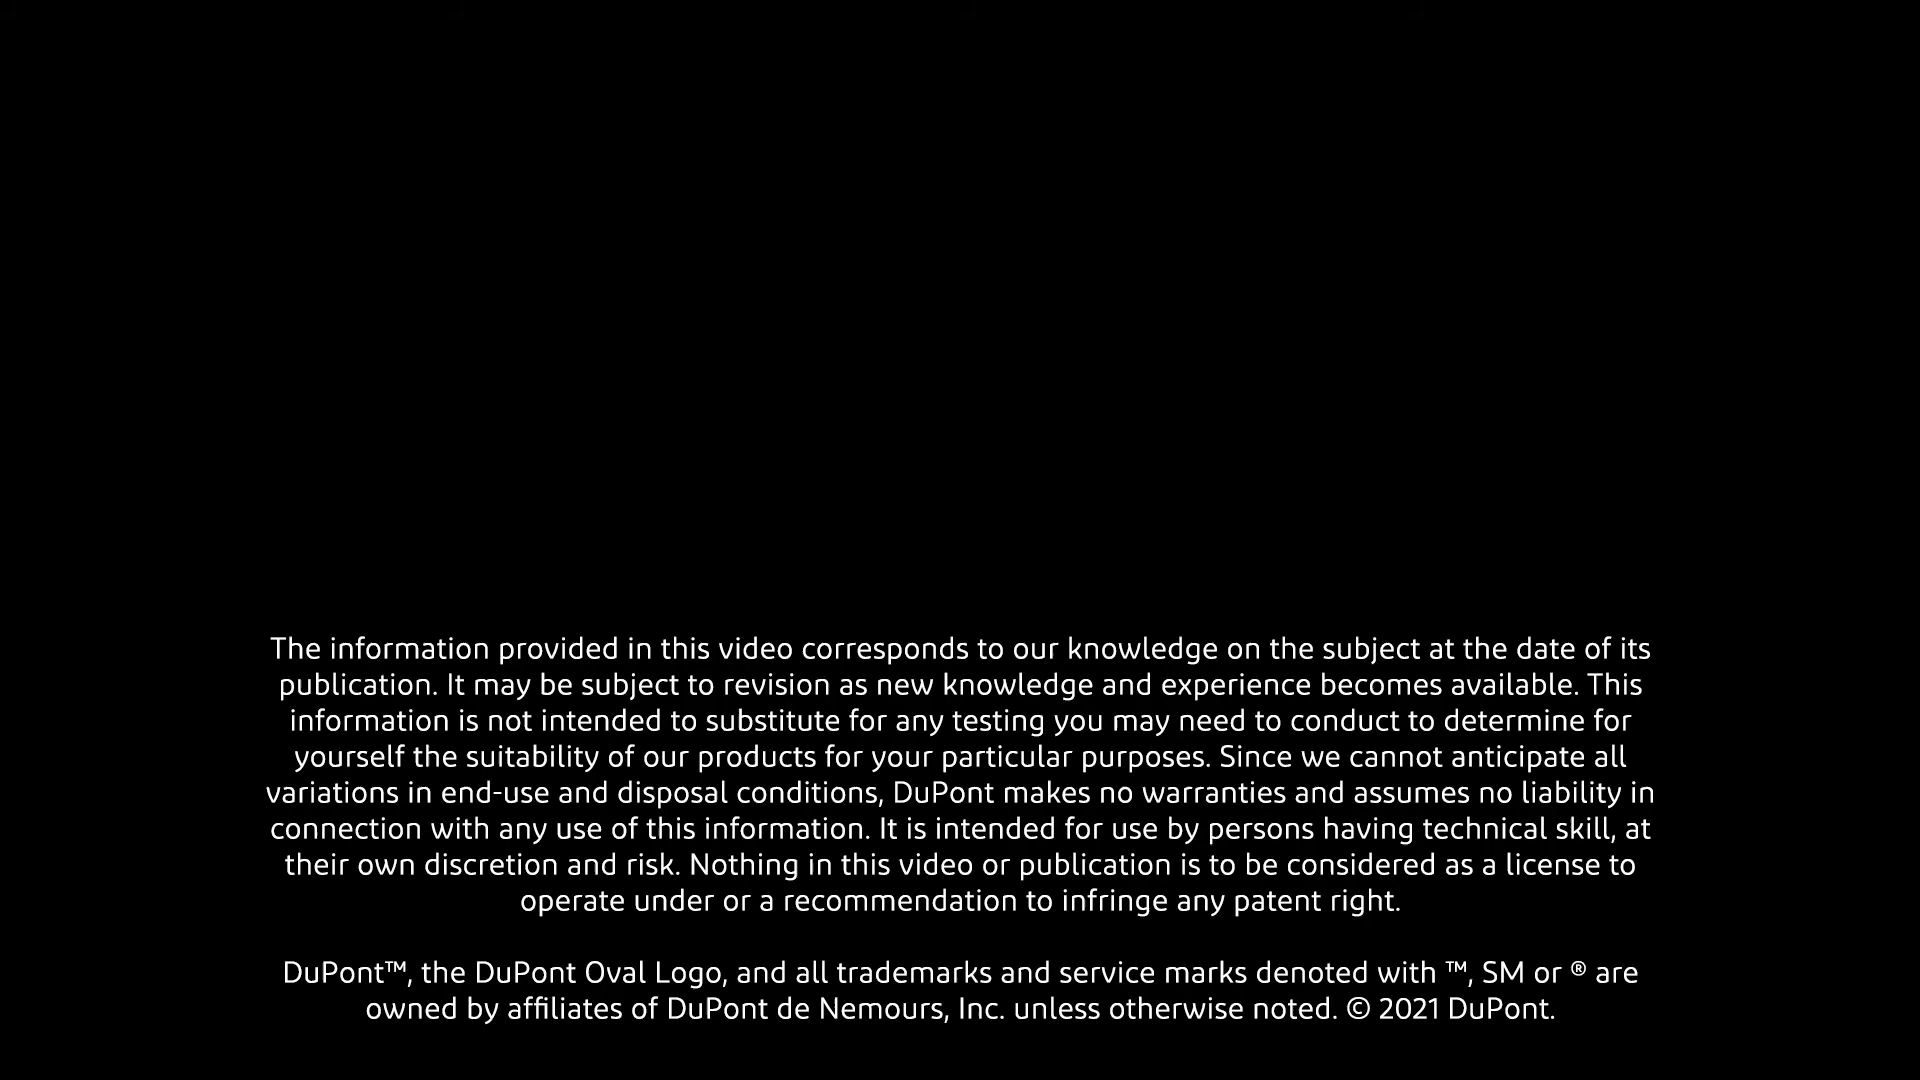 The information provided in this video corresponds to our knowledge on the subject at the date of its
publication. It may be subject to revision as new knowledge and experience becomes available. This
information is not intended to substitute for any testing you may need to conduct to determine for
yourself the suitability of our products for your particular purposes. Since we cannot anticipate all
variations in end-use and disposal conditions, DuPont makes no warranties and assumes no liability in
connection with any use of this information. It is intended for use by persons having technical skill, at
their own discretion and risk. Nothing in this video or publication is to be considered as a license to
operate under or a recommendation to infringe any patent right.
DuPont™, the DuPont Oval Logo, and all trademarks and service marks denoted with ™, SM or ® are
owned by affiliates of DuPont de Nemours, Inc. unless otherwise noted. © 2021 DuPont.